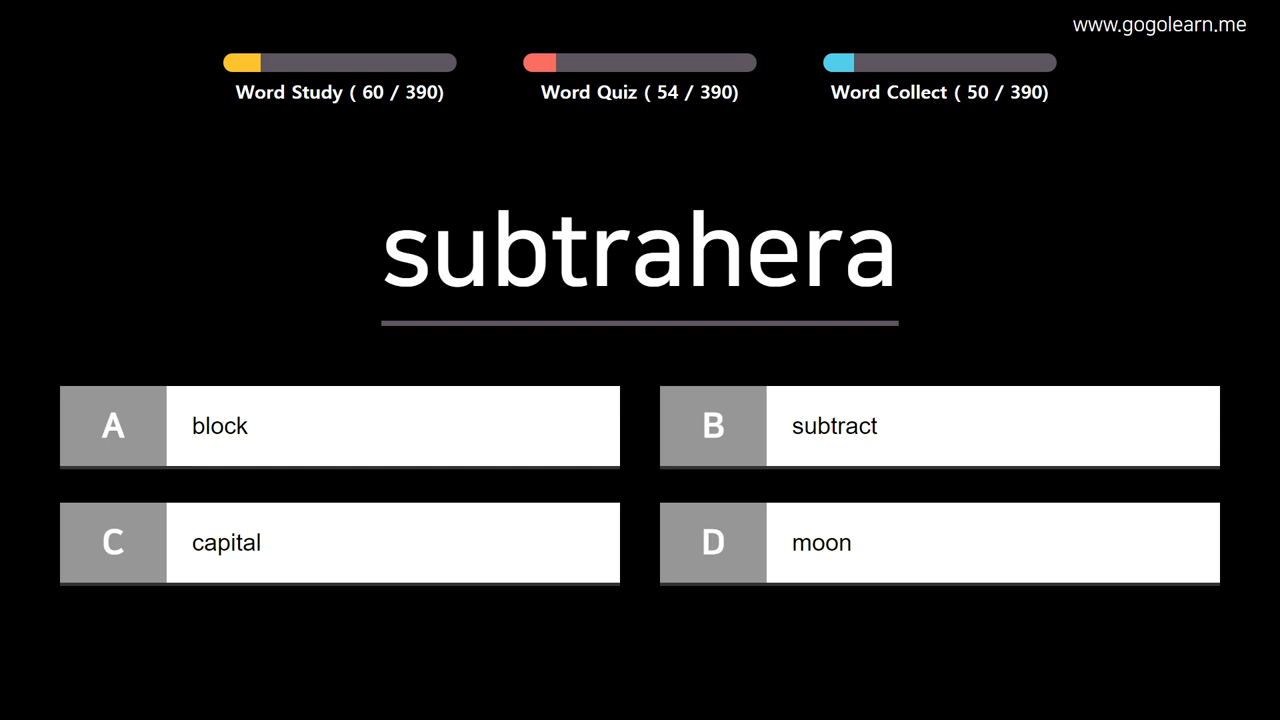 www.gogolearn.me
Word Study ( 60 / 390)
Word Quiz ( 54 / 390)
Word Collect ( 50 / 390)
subtrahera
A block
B subtract
C capital
D moon